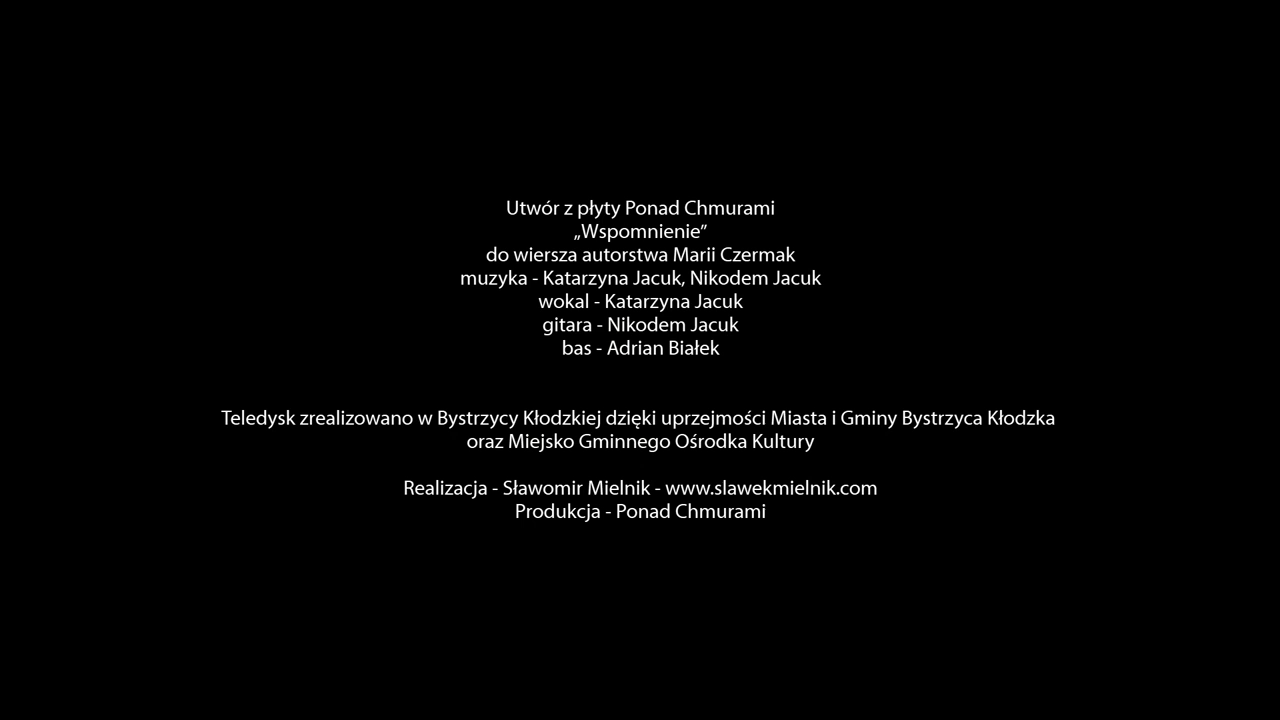 Utwór z płyty Ponad Chmurami
„Wspomnienie”
do wiersza autorstwa Marii Czermak
muzyka - Katarzyna Jacuk, Nikodem Jacuk
wokal - Katarzyna Jacuk
gitara - Nikodem Jacuk
bas - Adrian Białek
Teledysk zrealizowano w Bystrzycy Kłodzkiej dzięki uprzejmości Miasta i Gminy Bystrzyca Kłodzka
oraz Miejsko Gminnego Ośrodka Kultury
Realizacja - Sławomir Mielnik - www.slawekmielnik.com
Produkcja - Ponad Chmurami